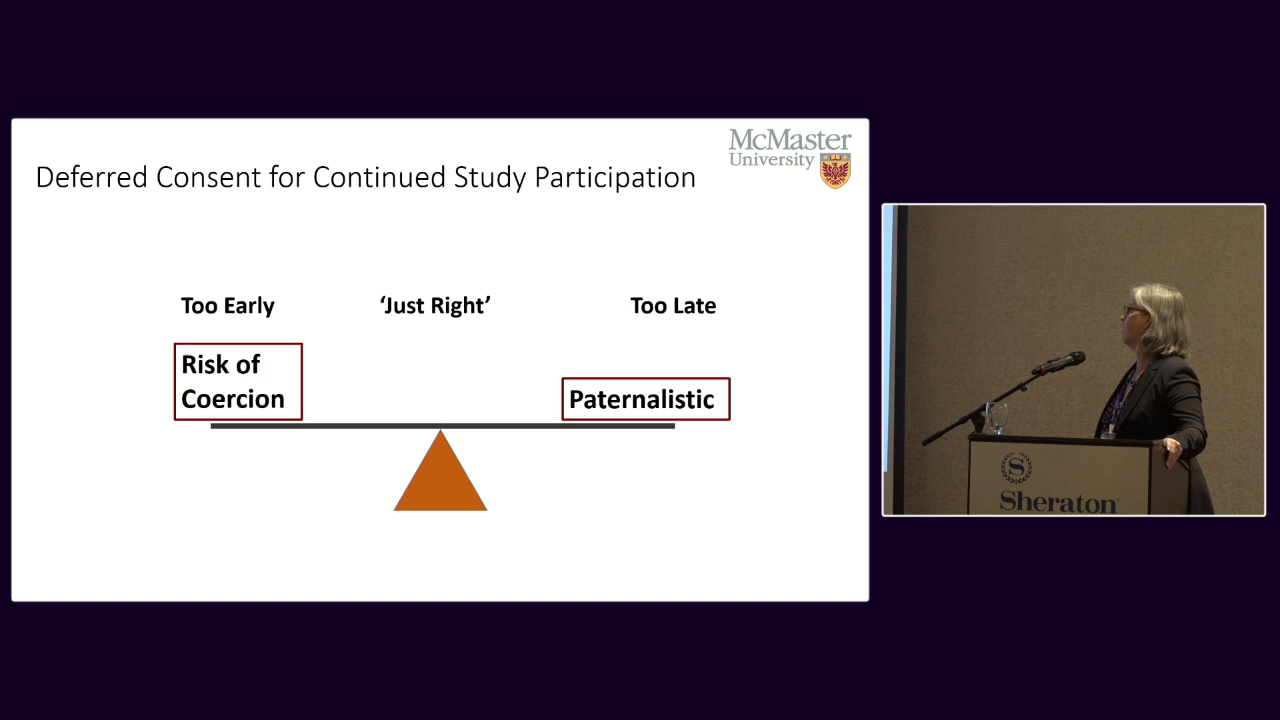 McMaster
University
Deferred Consent for Continued Study Participation
Too Early
‘Just Right’
Too Late
Risk of
Coercion
Paternalistic
S
Sheraton